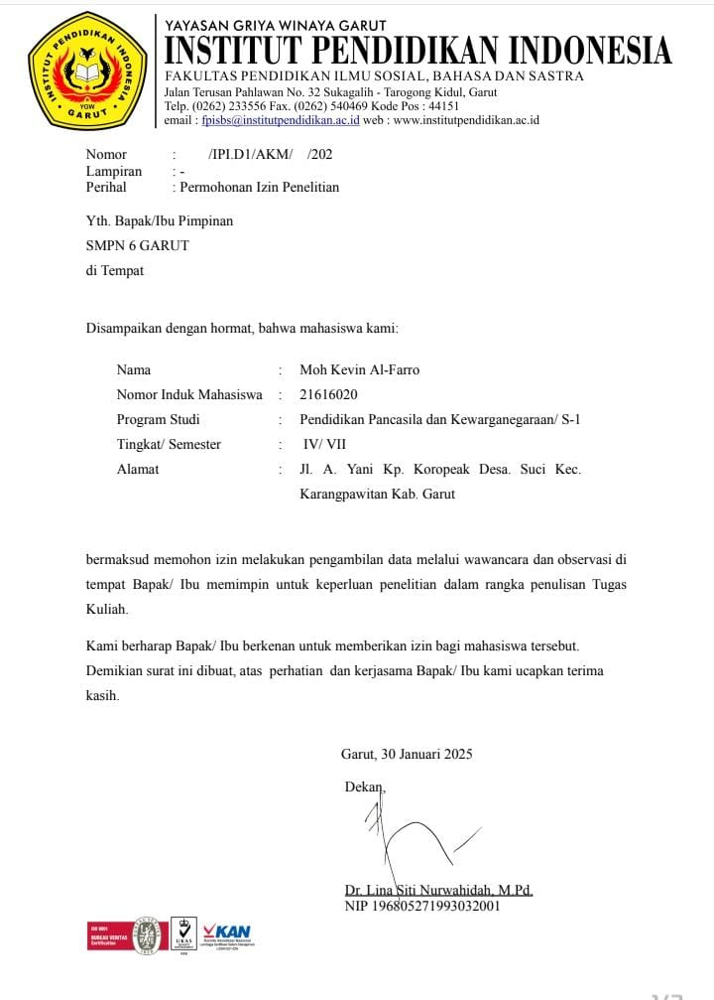 YAYASAN GRIYA WINAYA GARUT
INSTITUT PENDIDIKAN INDONESIA
FAKULTAS PENDIDIKAN ILMU SOSIAL, BAHASA DAN SASTRA
Jalan Terusan Pahlawan No. 32 Sukagalih - Tarogong Kidul, Garut
Telp. (0262) 233556 Fax. (0262) 540469 Kode Pos : 44151
email : fpisbs@institutpendidikan.ac.id web : www.institutpendidikan.ac.id
INSTITUT PENDIDIKAN INDONESIA
YGW
GARUT
Nomor : /IPI.D1/AKM/ /202
Lampiran : -
Perihal : Permohonan Izin Penelitian
Yth. Bapak/Ibu Pimpinan
SMPN 6 GARUT
di Tempat
Disampaikan dengan hormat, bahwa mahasiswa kami:
Nama : Moh Kevin Al-Farro
Nomor Induk Mahasiswa : 21616020
Program Studi : Pendidikan Pancasila dan Kewarganegaraan/ S-1
Tingkat/ Semester : IV/ VII
Alamat : Jl. A. Yani Kp. Koropeak Desa. Suci Kec.
Karangpawitan Kab. Garut
bermaksud memohon izin melakukan pengambilan data melalui wawancara dan observasi di
tempat Bapak/ Ibu memimpin untuk keperluan penelitian dalam rangka penulisan Tugas
Kuliah.
Kami berharap Bapak/ Ibu berkenan untuk memberikan izin bagi mahasiswa tersebut.
Demikian surat ini dibuat, atas perhatian dan kerjasama Bapak/ Ibu kami ucapkan terima
kasih.
Garut, 30 Januari 2025
Dekan,
Dr. Lina Siti Nurwahidah, M.Pd.
NIP 196805271993032001
ISO 9001
BUREAU VERITAS
Certification
UKAS
KAN